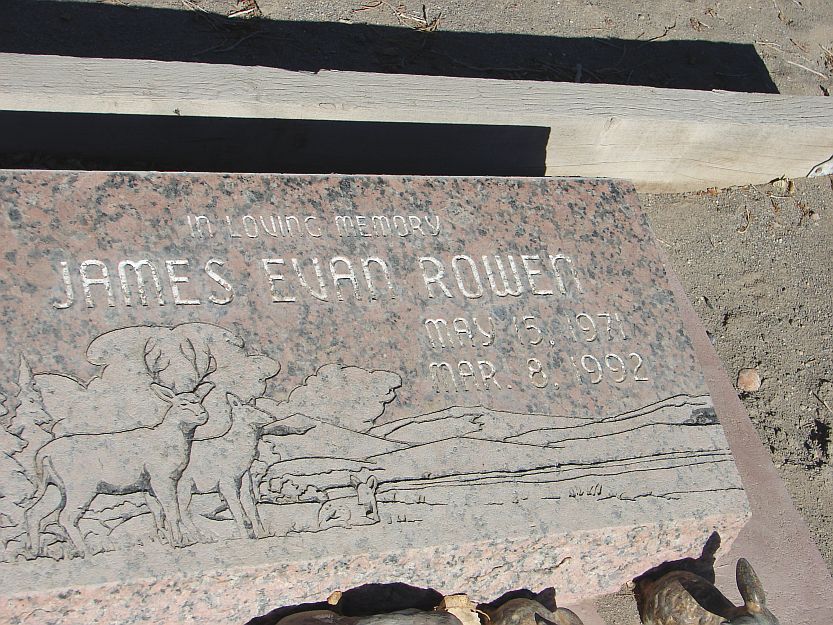 IN LOVING MEMORY
JAMES EVAN ROWEN
MAY 15, 1971
MAR. 8, 1992